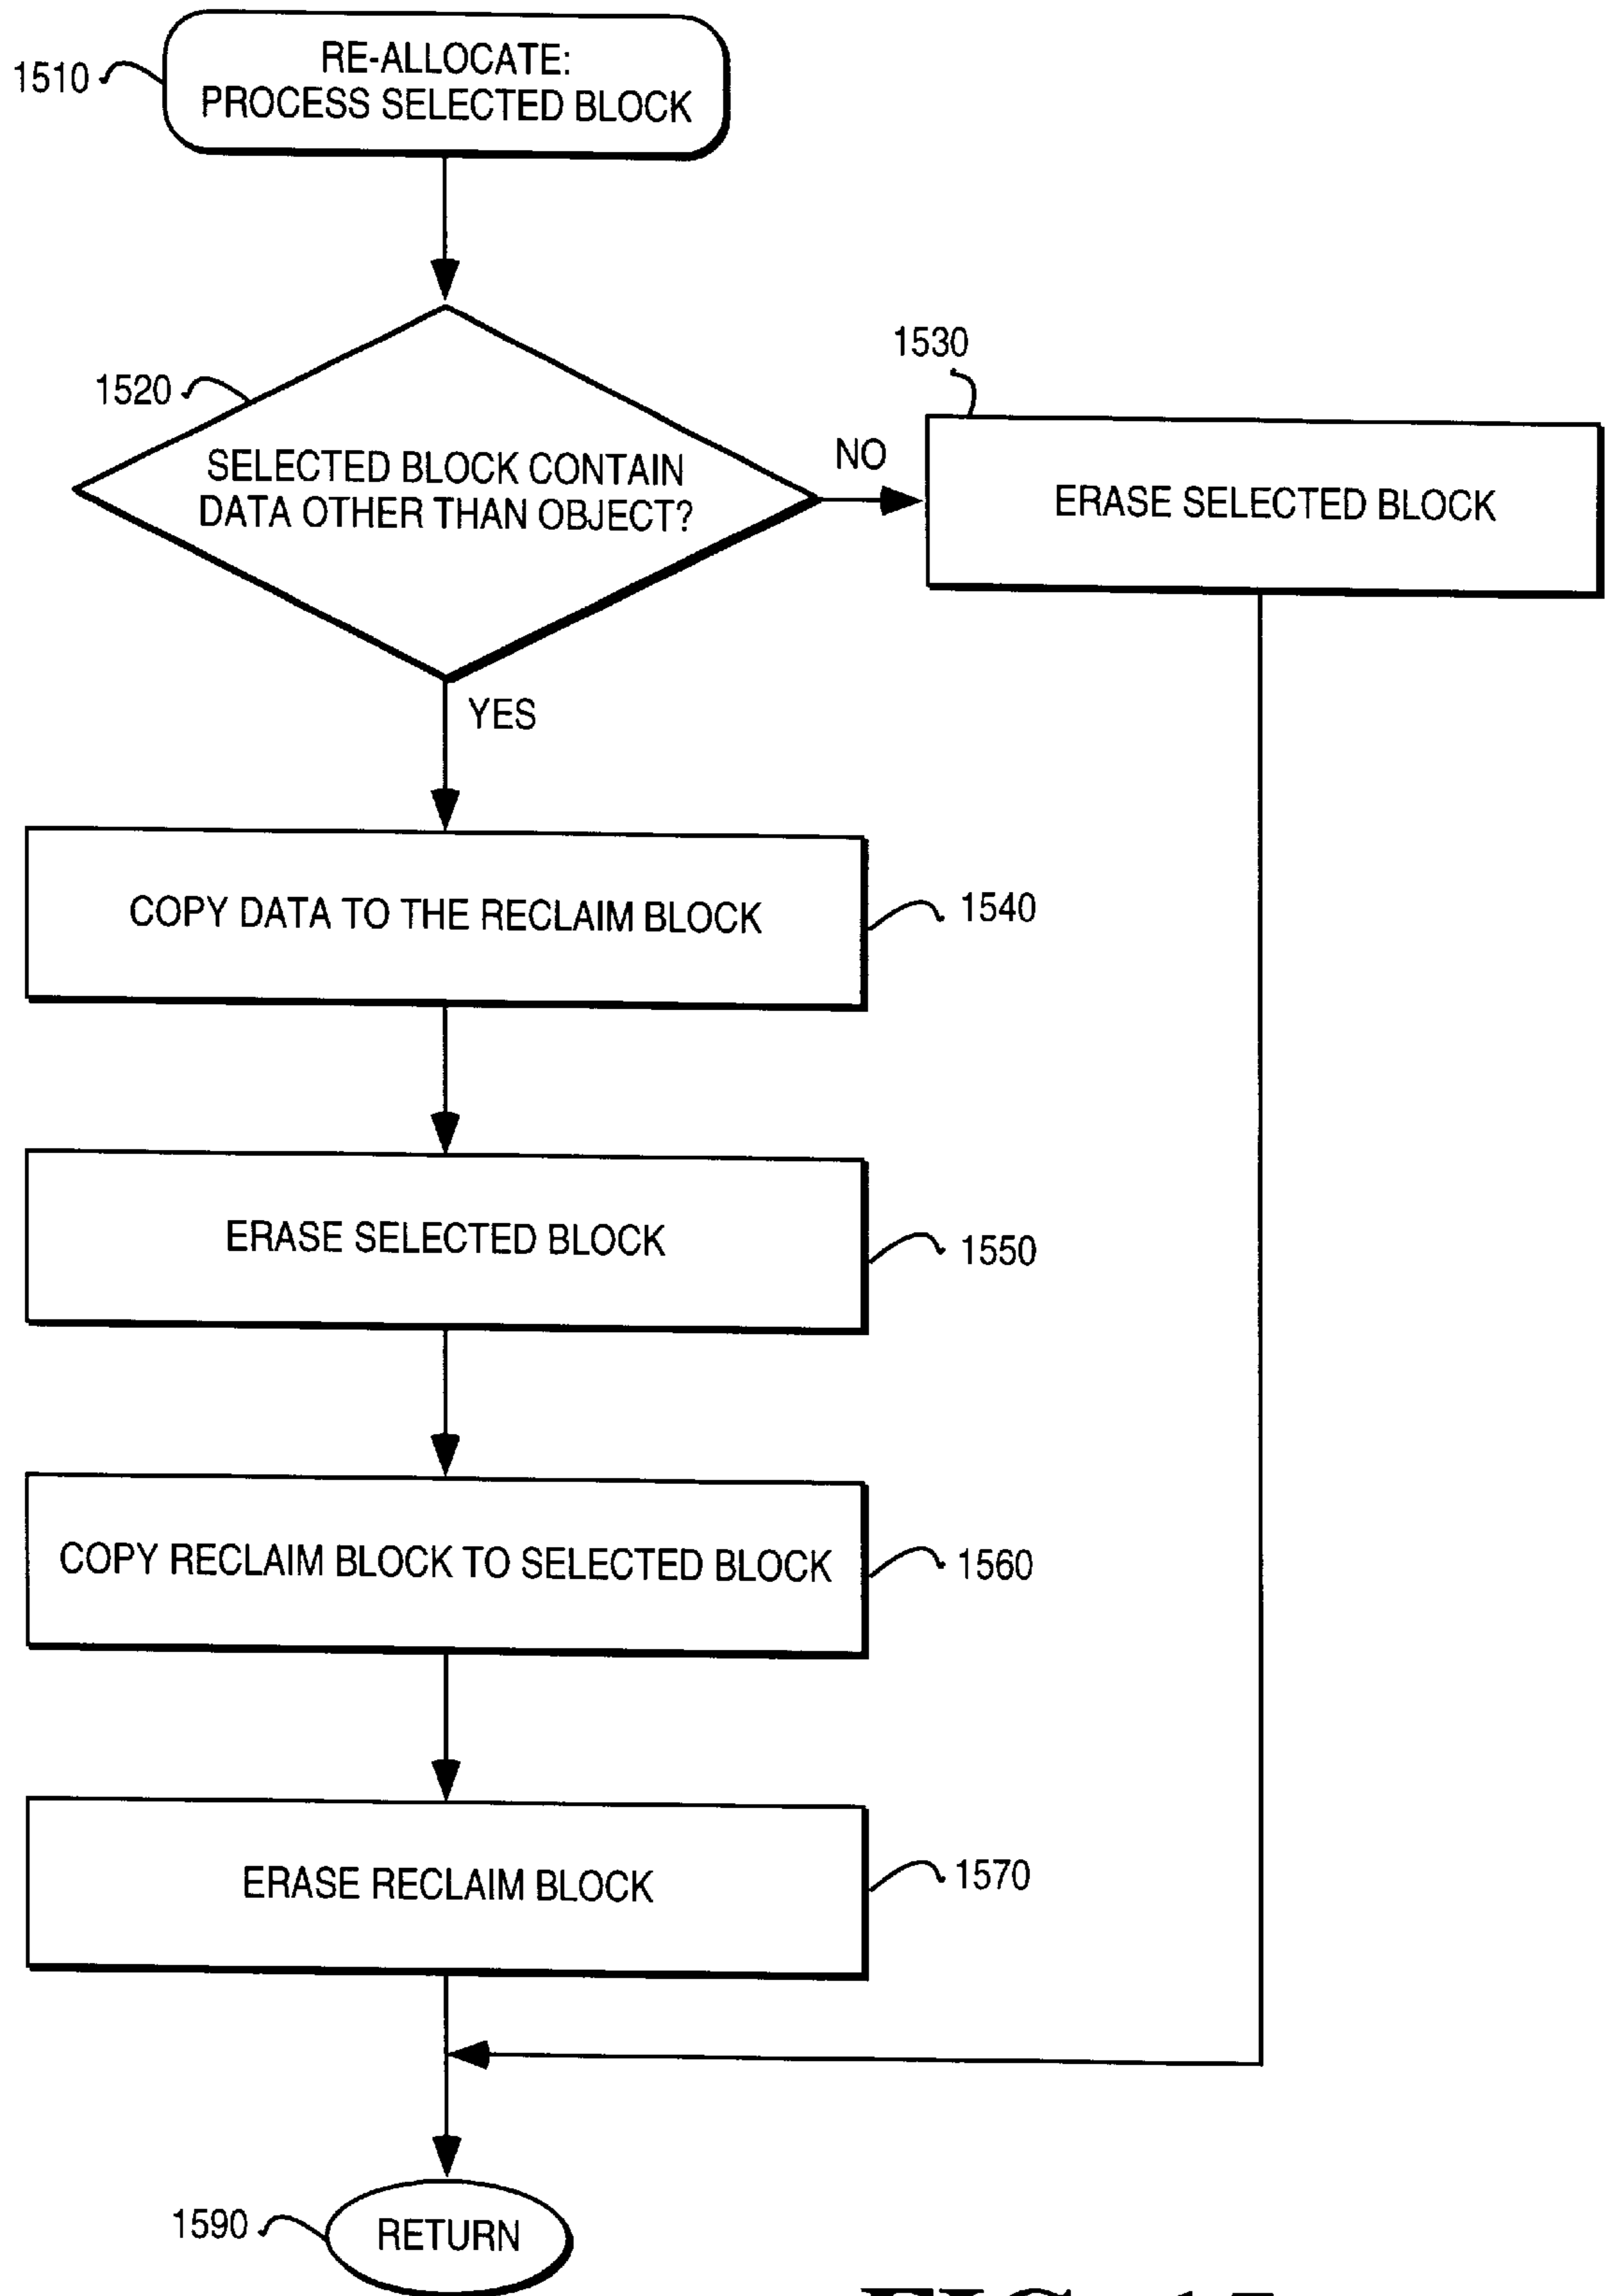 1510
RE-ALLOCATE:
PROCESS SELECTED BLOCK
1520
SELECTED BLOCK CONTAIN
DATA OTHER THAN OBJECT?
NO
1530
ERASE SELECTED BLOCK
YES
COPY DATA TO THE RECLAIM BLOCK
1540
ERASE SELECTED BLOCK
1550
COPY RECLAIM BLOCK TO SELECTED BLOCK
1560
ERASE RECLAIM BLOCK
1570
1590
RETURN